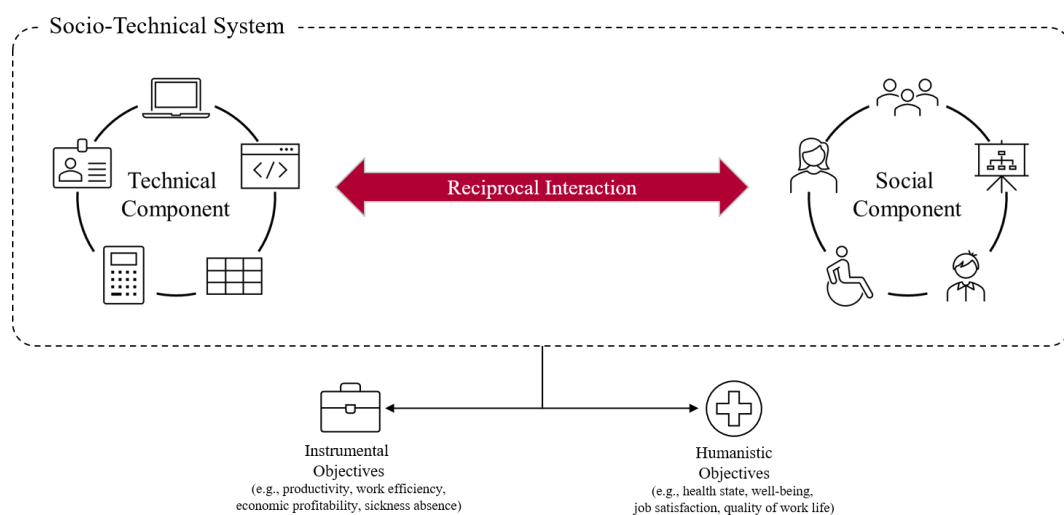 Socio-Technical System
Technical
Component
</>
Reciprocal Interaction
Social
Component
Instrumental
Objectives
(e.g., productivity, work efficiency,
economic profitability, sickness absence)
Humanistic
Objectives
(e.g., health state, well-being,
job satisfaction, quality of work life)